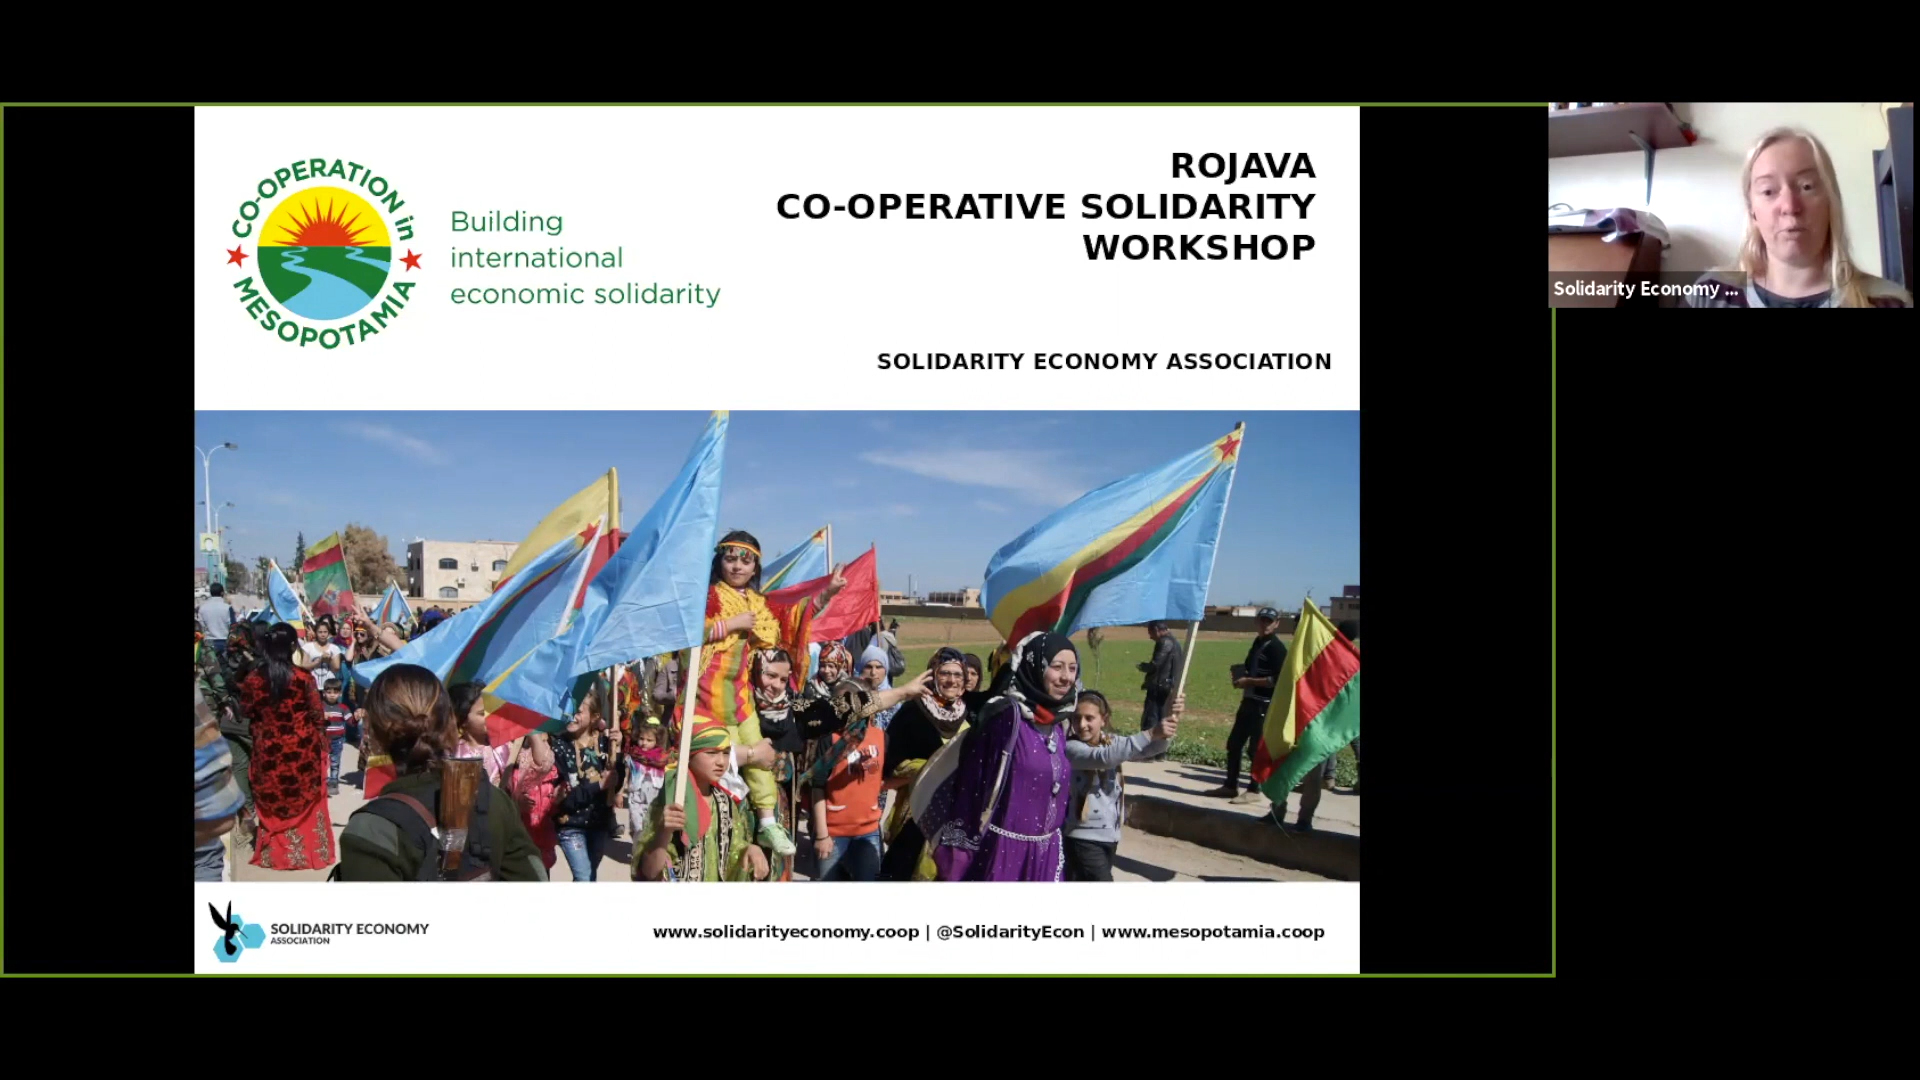 CO-OPERATION in
MESOPOTAMIA
Building
international
economic solidarity
ROJAVA
CO-OPERATIVE SOLIDARITY
WORKSHOP
SOLIDARITY ECONOMY ASSOCIATION
Solidarity Economy ...
SOLIDARITY ECONOMY
ASSOCIATION
www.solidarityeconomy.coop | @SolidarityEcon | www.mesopotamia.coop